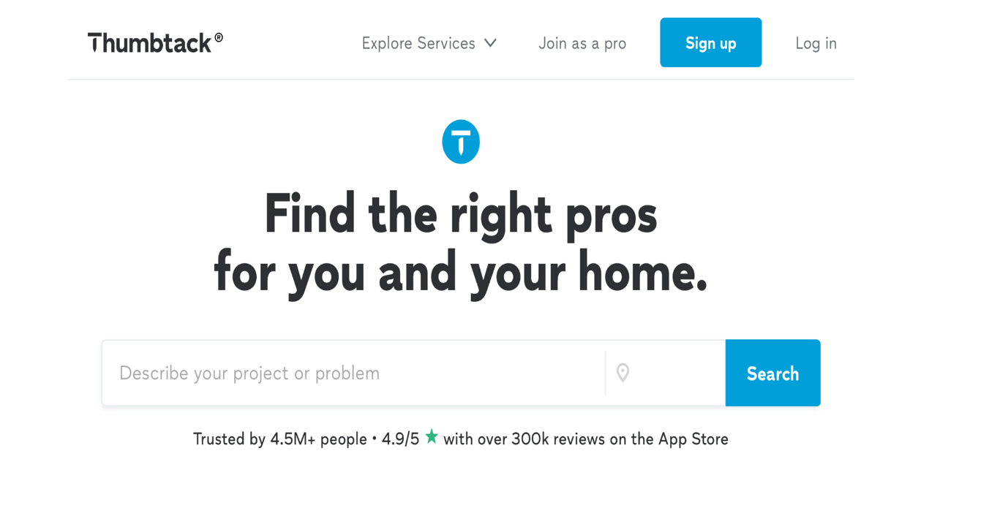 Thumbtack® Explore Services Join as a pro Sign up Log in
Find the right pros
for you and your home.
Describe your project or problem Search
Trusted by 4.5M+ people • 4.9/5 ★ with over 300k reviews on the App Store